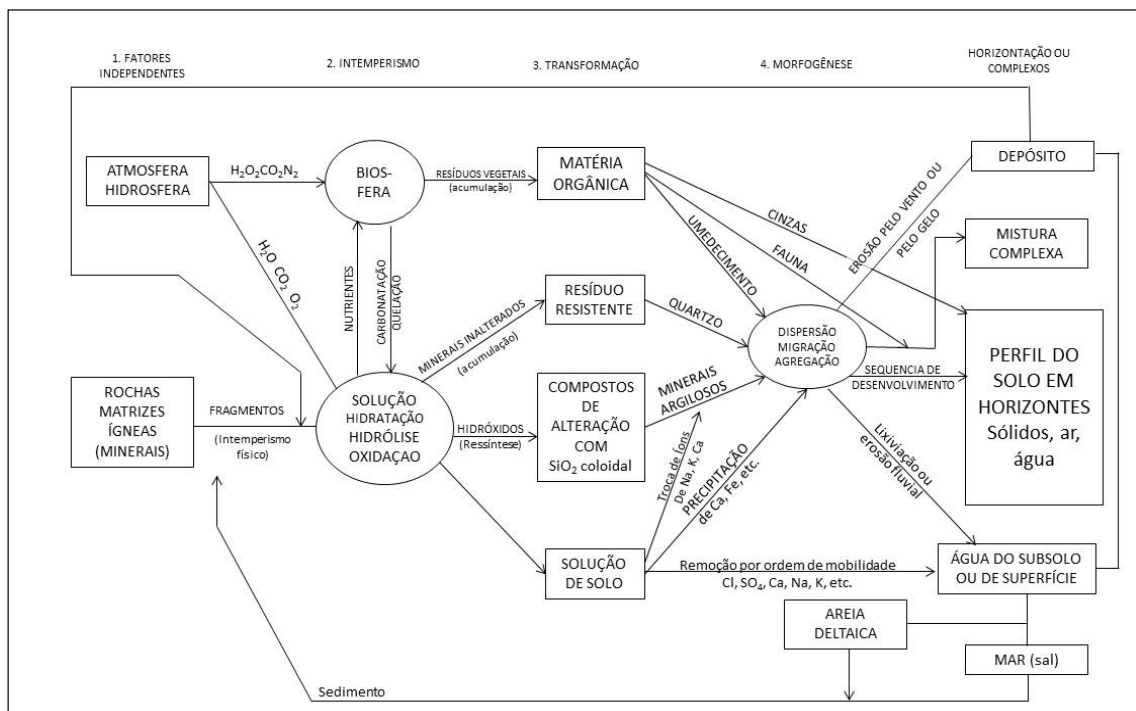 1. FATORES
INDEPENDENTES
2. INTEMPERISMO
3. TRANSFORMAÇÃO
4. MORFOGÊNESE
HORIZONTAÇÃO OU
COMPLEXOS
ATMOSFERA
HIDROSFERA
H₂O₂CO₂N₂
BIOS-
FERA
RESÍDUOS VEGETAIS
(acumulação)
MATÉRIA
ORGÂNICA
CINZAS
FAUNA
UMEDECIMENTO
EROSÃO PELO VENTO OU
PELO GELO
DEPÓSITO
MISTURA
COMPLEXA
H₂O CO₂ O₂
NUTRIENTES
CARBONATAÇÃO
QUELAÇÃO
MINERAIS INALTERADOS
(acumulação)
RESÍDUO
RESISTENTE
QUARTZO
DISPERSÃO
MIGRAÇÃO
AGREGAÇÃO
SEQUENCIA DE
DESENVOLVIMENTO
PERFIL DO
SOLO EM
HORIZONTES
Sólidos, ar,
água
ROCHAS
MATRIZES
ÍGNEAS
(MINERAIS)
FRAGMENTOS
(Intemperismo
físico)
SOLUÇÃO
HIDRATAÇÃO
HIDRÓLISE
OXIDAÇAO
HIDRÓXIDOS
(Ressíntese)
COMPOSTOS
DE
ALTERAÇÃO
COM
SiO₂ coloidal
MINERAIS
ARGILOSOS
Troca de íons
De Na, K, Ca
PRECIPITAÇÃO
de Ca, Fe, etc.
Lixiviação ou
erosão fluvial
SOLUÇÃO
DE SOLO
Remoção por ordem de mobilidade
Cl, SO₄, Ca, Na, K, etc.
ÁGUA DO SUBSOLO
OU DE SUPERFÍCIE
AREIA
DELTAICA
MAR (sal)
Sedimento